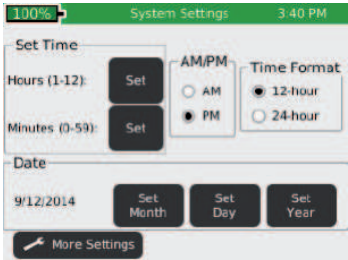 100% System Settings 3:40 PM
Set Time
AM/PM
Time Format
Hours (1-12): Set
AM
12-hour
PM
24-hour
Minutes (0-59): Set
Date
9/12/2014
Set Month
Set Day
Set Year
More Settings